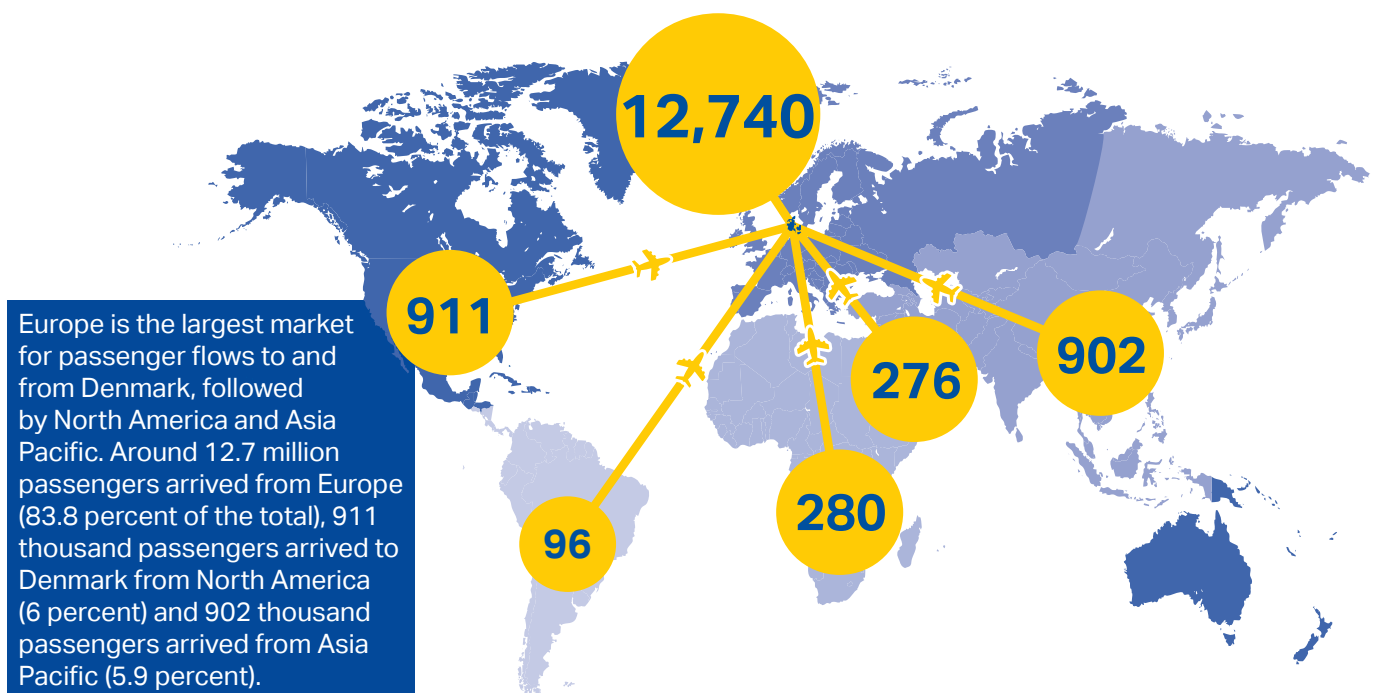 12,740
911
902
276
280
96
Europe is the largest market
for passenger flows to and
from Denmark, followed
by North America and Asia
Pacific. Around 12.7 million
passengers arrived from Europe
(83.8 percent of the total), 911
thousand passengers arrived to
Denmark from North America
(6 percent) and 902 thousand
passengers arrived from Asia
Pacific (5.9 percent).